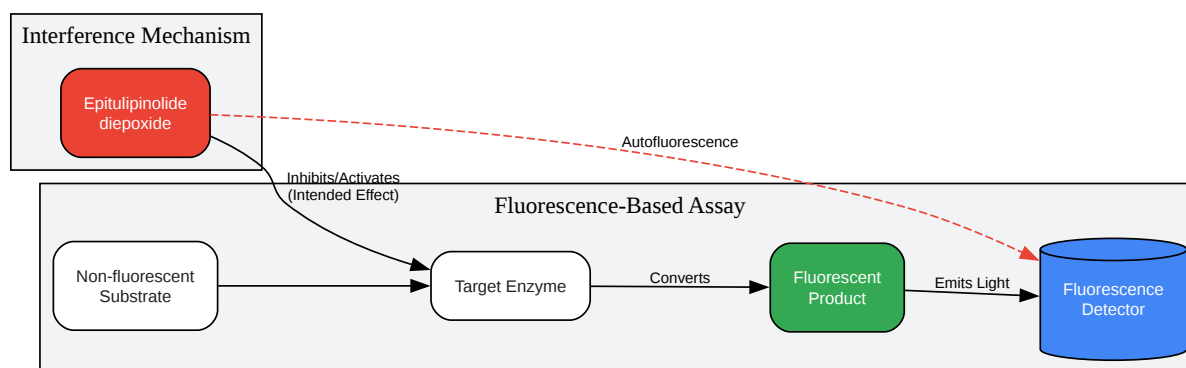 Interference Mechanism
Epitulipinolide
diepoxide
Autofluorescence
Inhibits/Activates
(Intended Effect)
Fluorescence-Based Assay
Non-fluorescent
Substrate
Target Enzyme
Converts
Fluorescent
Product
Emits Light
Fluorescence
Detector